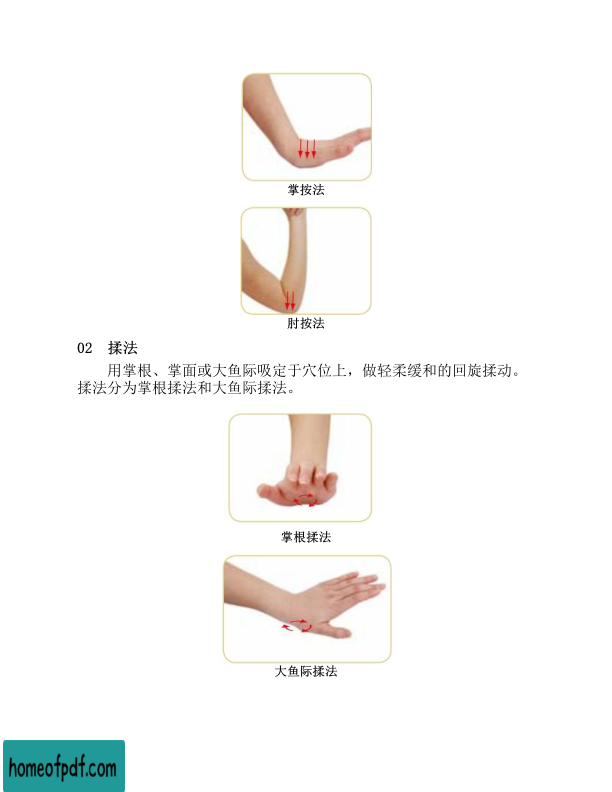 掌按法
肘按法
02 揉法
用掌根、掌面或大鱼际吸定于穴位上，做轻柔缓和的回旋揉动。
揉法分为掌根揉法和大鱼际揉法。
掌根揉法
大鱼际揉法
homeofpdf.com